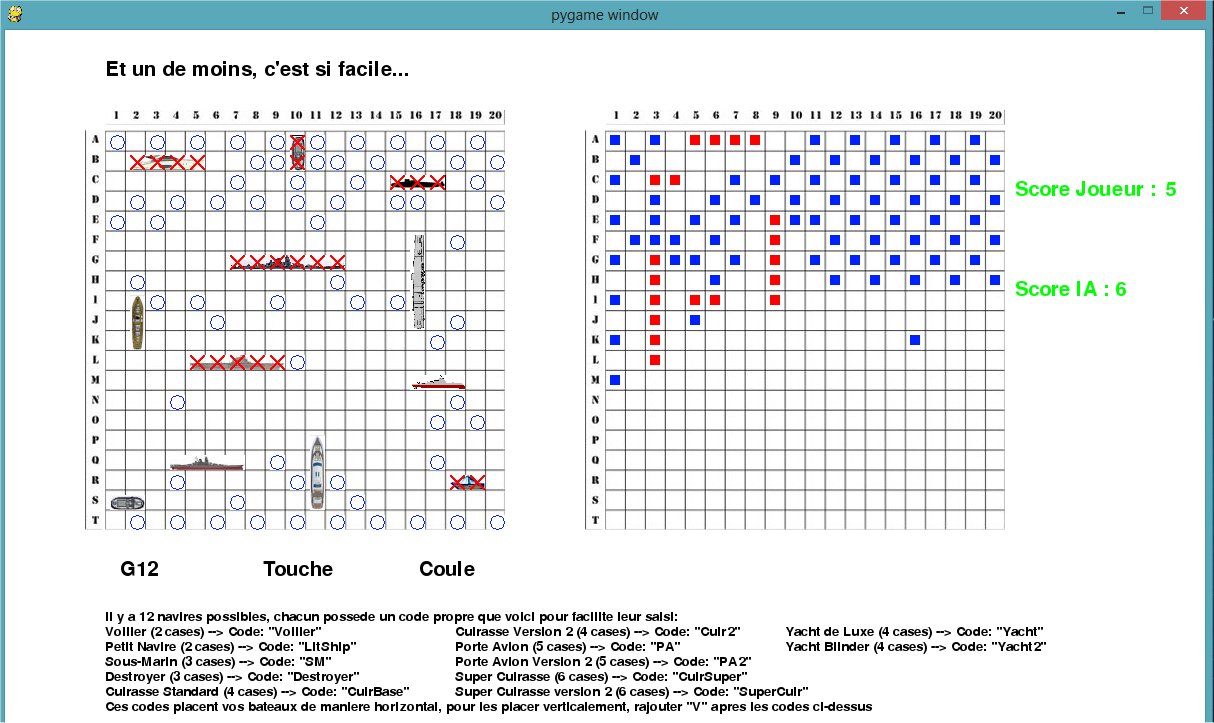 pygame window
Et un de moins, c'est si facile...
1 2 3 4 5 6 7 8 9 10 11 12 13 14 15 16 17 18 19 20
A
B
C
D
E
F
G
H
I
J
K
L
M
N
O
P
Q
R
S
T
1 2 3 4 5 6 7 8 9 10 11 12 13 14 15 16 17 18 19 20
A
B
C
D
E
F
G
H
I
J
K
L
M
N
O
P
Q
R
S
T
Score Joueur : 5
Score IA : 6
G12 Touche Coule
Il y a 12 navires possibles, chacun possede un code propre que voici pour facilite leur saisi:
Voilier (2 cases) --> Code: "Voilier"
Petit Navire (2 cases) --> Code: "LitShip"
Sous-Marin (3 cases) --> Code: "SM"
Destroyer (3 cases) --> Code: "Destroyer"
Cuirasse Standard (4 cases) --> Code: "CuirBase"
Cuirasse Version 2 (4 cases) --> Code: "Cuir2"
Porte Avion (5 cases) --> Code: "PA"
Porte Avion Version 2 (5 cases) --> Code: "PA2"
Super Cuirasse (6 cases) --> Code: "CuirSuper"
Super Cuirasse version 2 (6 cases) --> Code: "SuperCuir"
Yacht de Luxe (4 cases) --> Code: "Yacht"
Yacht Blinder (4 cases) --> Code: "Yacht2"
Ces codes placent vos bateaux de maniere horizontal, pour les placer verticalement, rajouter "V" apres les codes ci-dessus